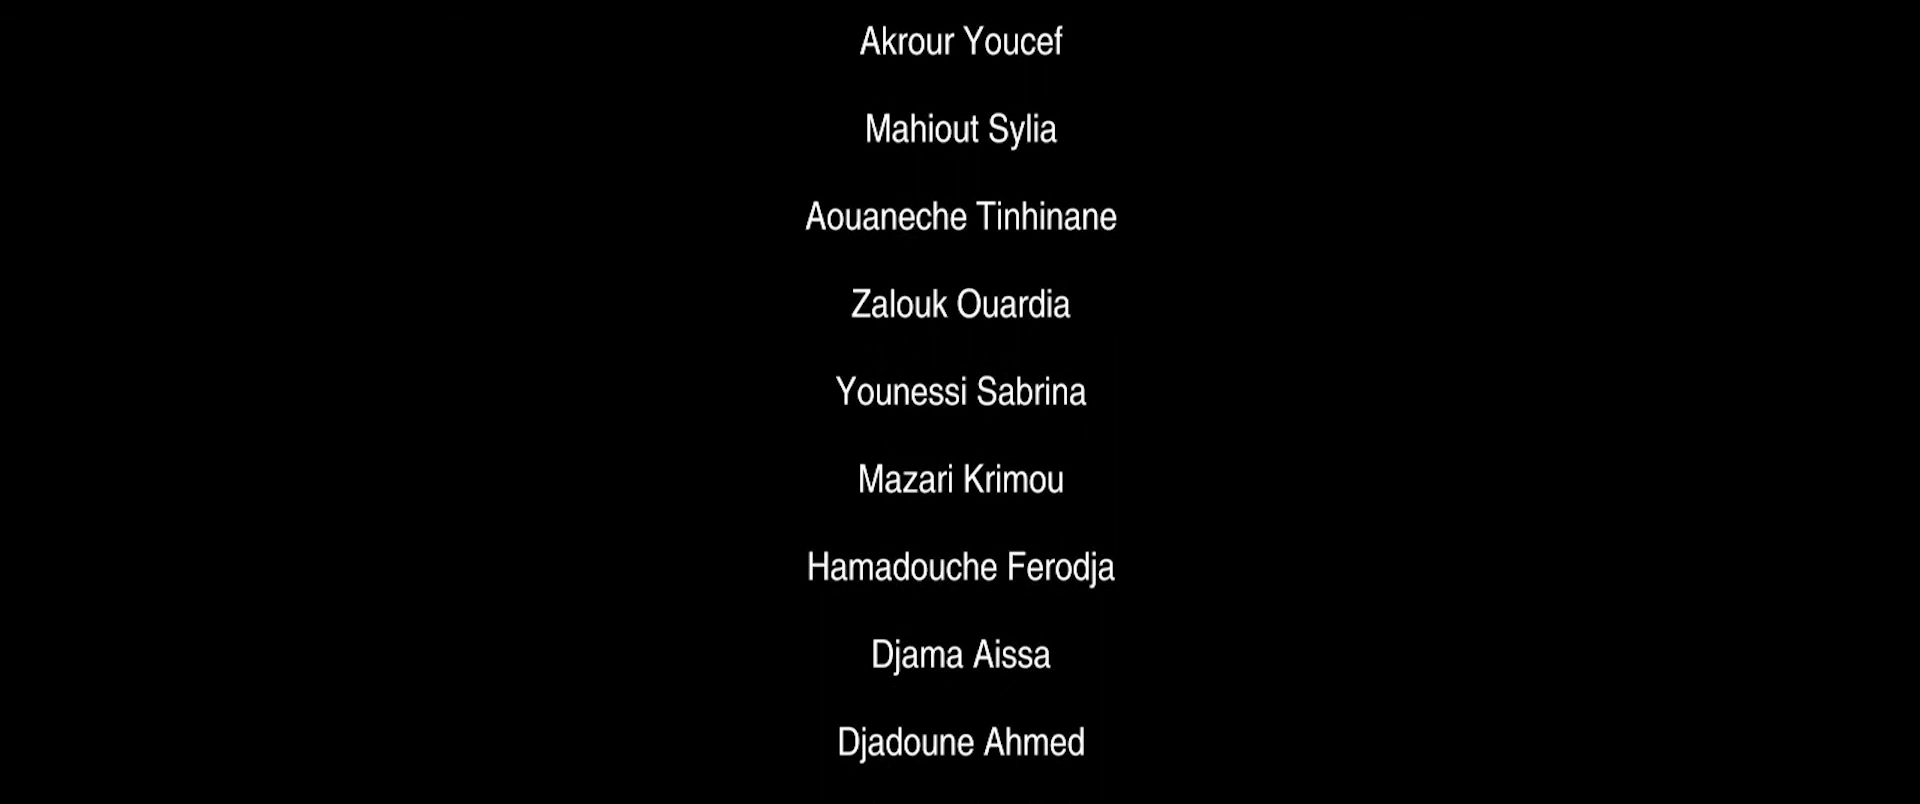 Akrour Youcef
Mahiout Sylia
Aouaneche Tinhinane
Zalouk Ouardia
Younessi Sabrina
Mazari Krimou
Hamadouche Ferodja
Djama Aissa
Djadoune Ahmed